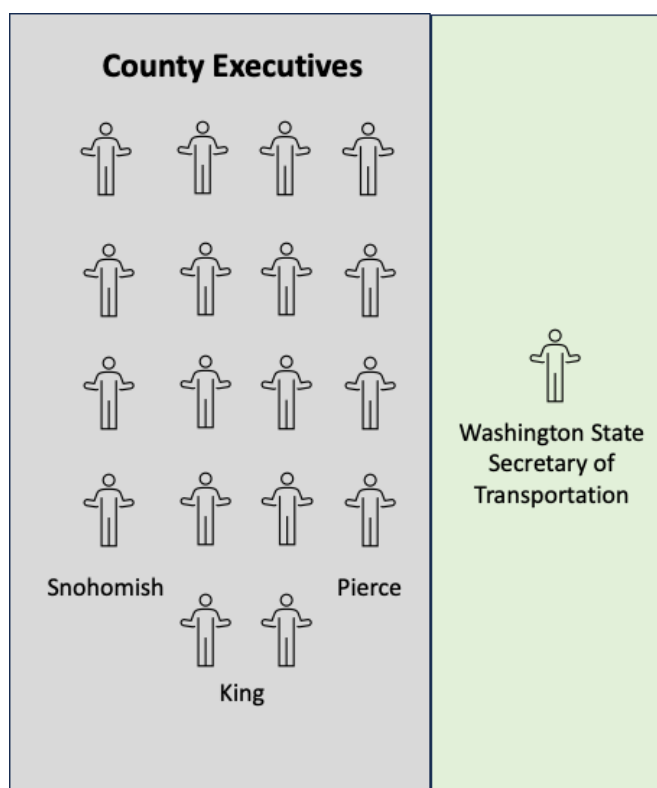 County Executives
Washington State
Secretary of
Transportation
Snohomish
Pierce
King